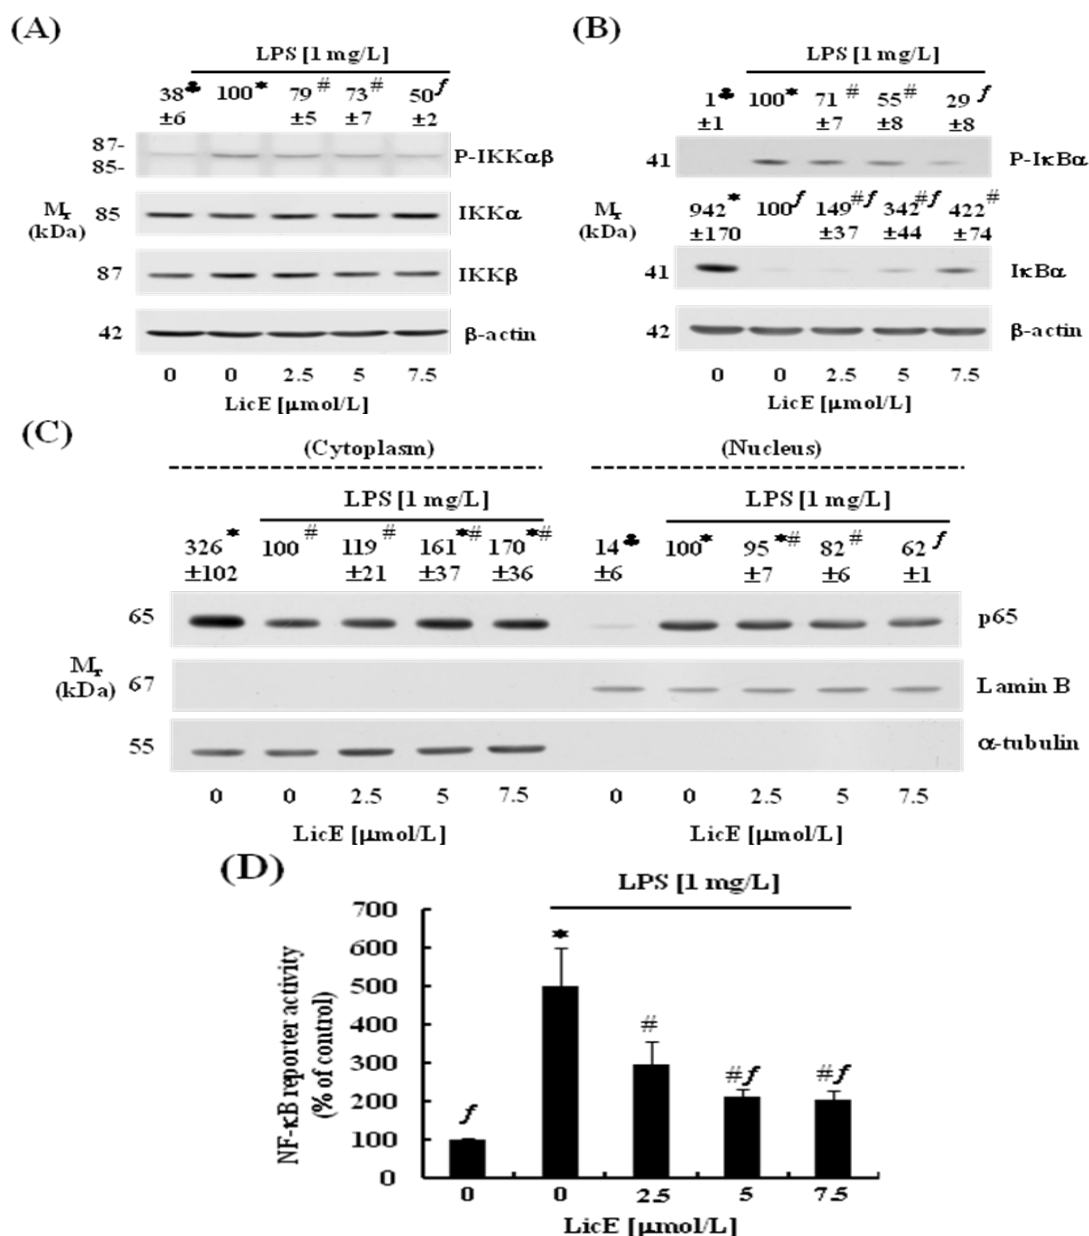 (A)
LPS [1 mg/L]
38♣ 100* 79# 73# 50ƒ
±6 ±5 ±7 ±2
87-
85-
P-IKKαβ
Mr
(kDa)
85 IKKα
87 IKKβ
42 β-actin
0 0 2.5 5 7.5
LicE [μmol/L]
(B)
LPS [1 mg/L]
1♣ 100* 71# 55# 29ƒ
±1 ±7 ±8 ±8
41 P-IκBα
Mr
(kDa)
942* 100ƒ 149#ƒ 342#ƒ 422#
±170 ±37 ±44 ±74
41 IκBα
42 β-actin
0 0 2.5 5 7.5
LicE [μmol/L]
(C)
(Cytoplasm) (Nucleus)
LPS [1 mg/L] LPS [1 mg/L]
326* 100# 119# 161*# 170*# 14♣ 100* 95*# 82# 62ƒ
±102 ±21 ±37 ±36 ±6 ±7 ±6 ±1
65 p65
Mr
(kDa)
67 Lamin B
55 α-tubulin
0 0 2.5 5 7.5 0 0 2.5 5 7.5
LicE [μmol/L] LicE [μmol/L]
(D)
LPS [1 mg/L]
NF-κB reporter activity
(% of control)
700
600
500
400
300
200
100
0
ƒ * # #ƒ #ƒ
0 0 2.5 5 7.5
LicE [μmol/L]